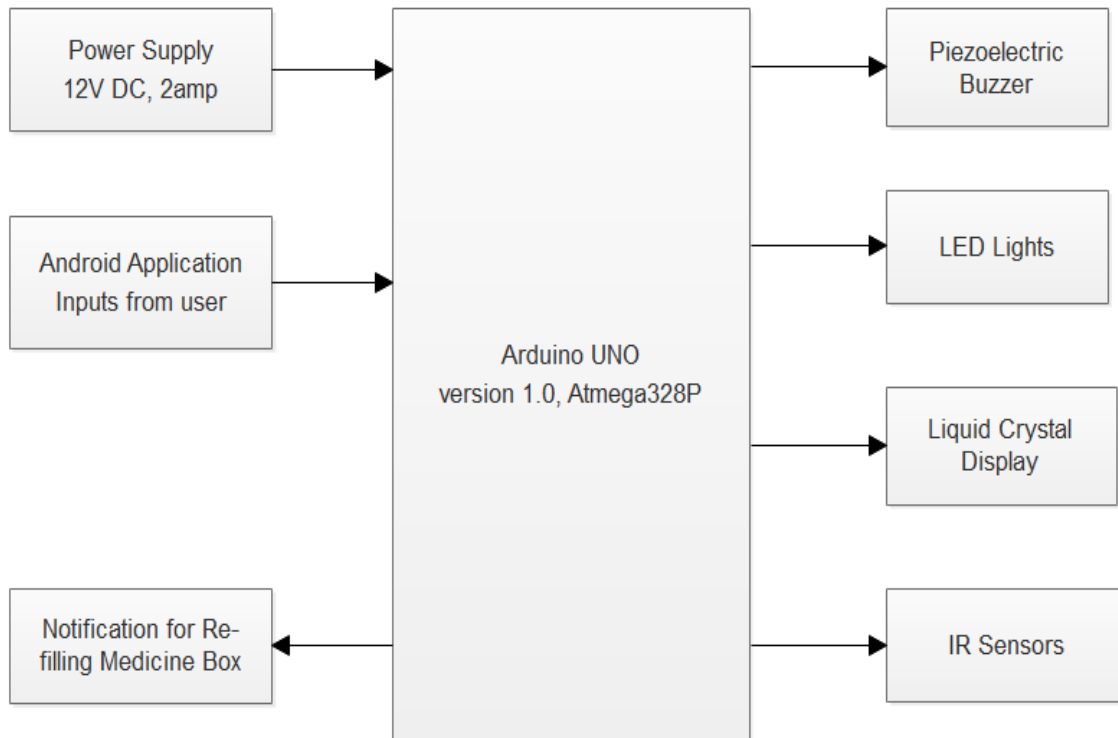 Power Supply
12V DC, 2amp
Android Application
Inputs from user
Notification for Re-
filling Medicine Box
Arduino UNO
version 1.0, Atmega328P
Piezoelectric
Buzzer
LED Lights
Liquid Crystal
Display
IR Sensors